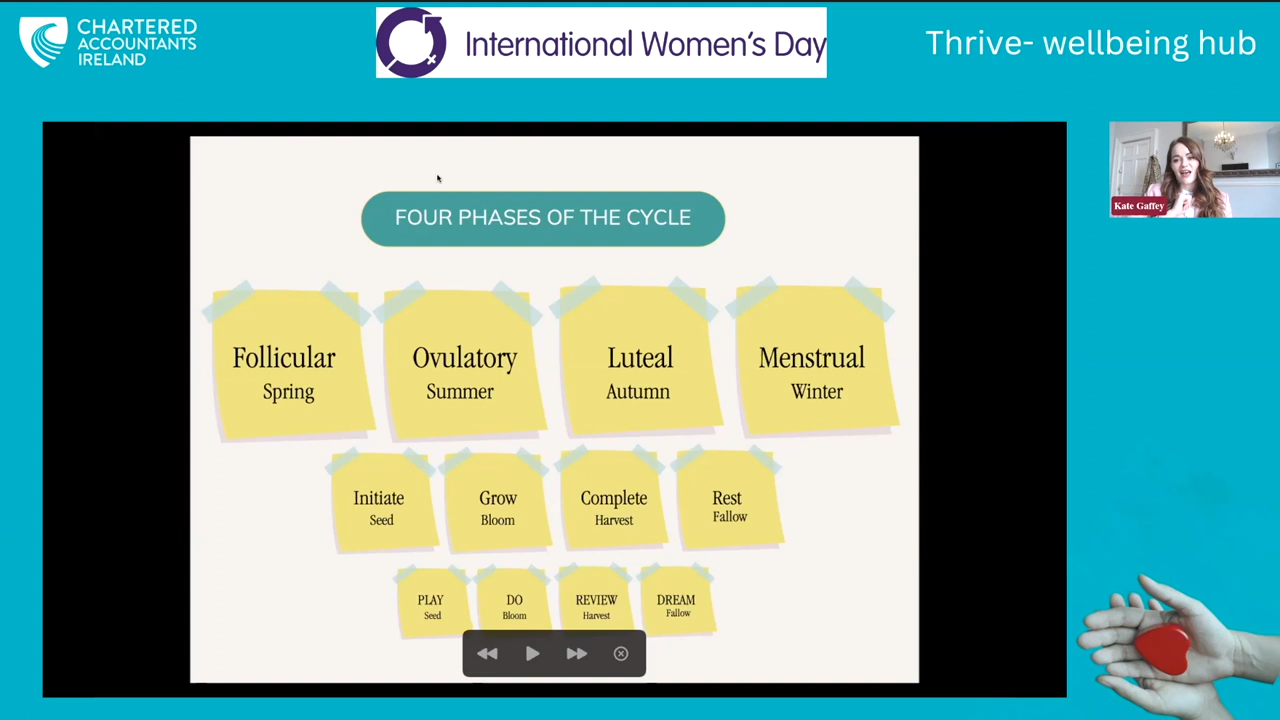 CHARTERED
ACCOUNTANTS
IRELAND
International Women's Day
Thrive- wellbeing hub
Kate Gaffey
FOUR PHASES OF THE CYCLE
Follicular
Spring
Ovulatory
Summer
Luteal
Autumn
Menstrual
Winter
Initiate
Seed
Grow
Bloom
Complete
Harvest
Rest
Fallow
PLAY
Seed
DO
Bloom
REVIEW
Harvest
DREAM
Fallow